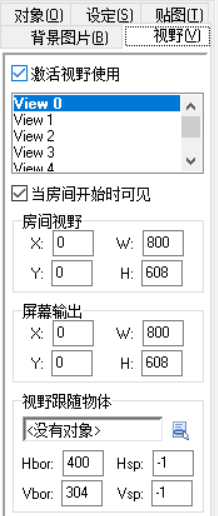 对象(O) 设定(S) 贴图(T)
背景图片(B) 视野(V)
激活视野使用
View 0
View 1
View 2
View 3
View 4
当房间开始时可见
房间视野
X: 0 W: 800
Y: 0 H: 608
屏幕输出
X: 0 W: 800
Y: 0 H: 608
视野跟随物体
<没有对象>
Hbor: 400 Hsp: -1
Vbor: 304 Vsp: -1